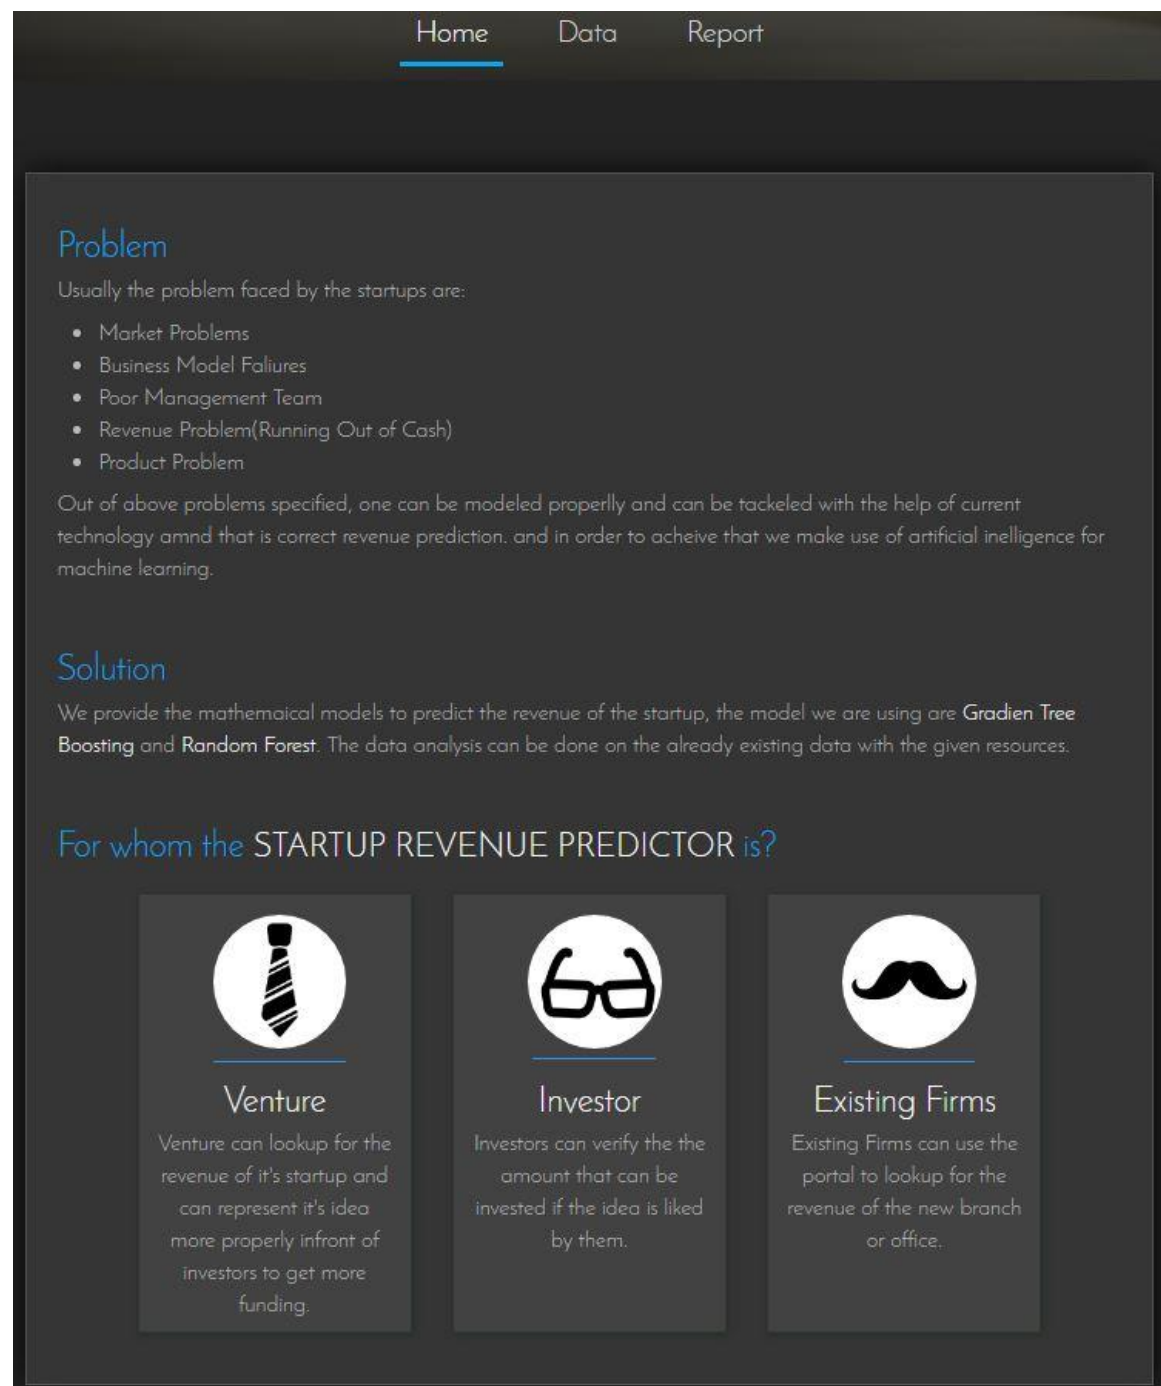 Home Data Report
Problem
Usually the problem faced by the startups are:
Market Problems
Business Model Faliures
Poor Management Team
Revenue Problem(Running Out of Cash)
Product Problem
Out of above problems specified, one can be modeled properlly and can be tackeled with the help of current
technology amnd that is correct revenue prediction. and in order to acheive that we make use of artificial inelligence for
machine learning.
Solution
We provide the mathemaical models to predict the revenue of the startup, the model we are using are Gradien Tree
Boosting and Random Forest. The data analysis can be done on the already existing data with the given resources.
For whom the STARTUP REVENUE PREDICTOR is?
Venture
Venture can lookup for the
revenue of it's startup and
can represent it's idea
more properly infront of
investors to get more
funding.
Investor
Investors can verify the the
amount that can be
invested if the idea is liked
by them.
Existing Firms
Existing Firms can use the
portal to lookup for the
revenue of the new branch
or office.